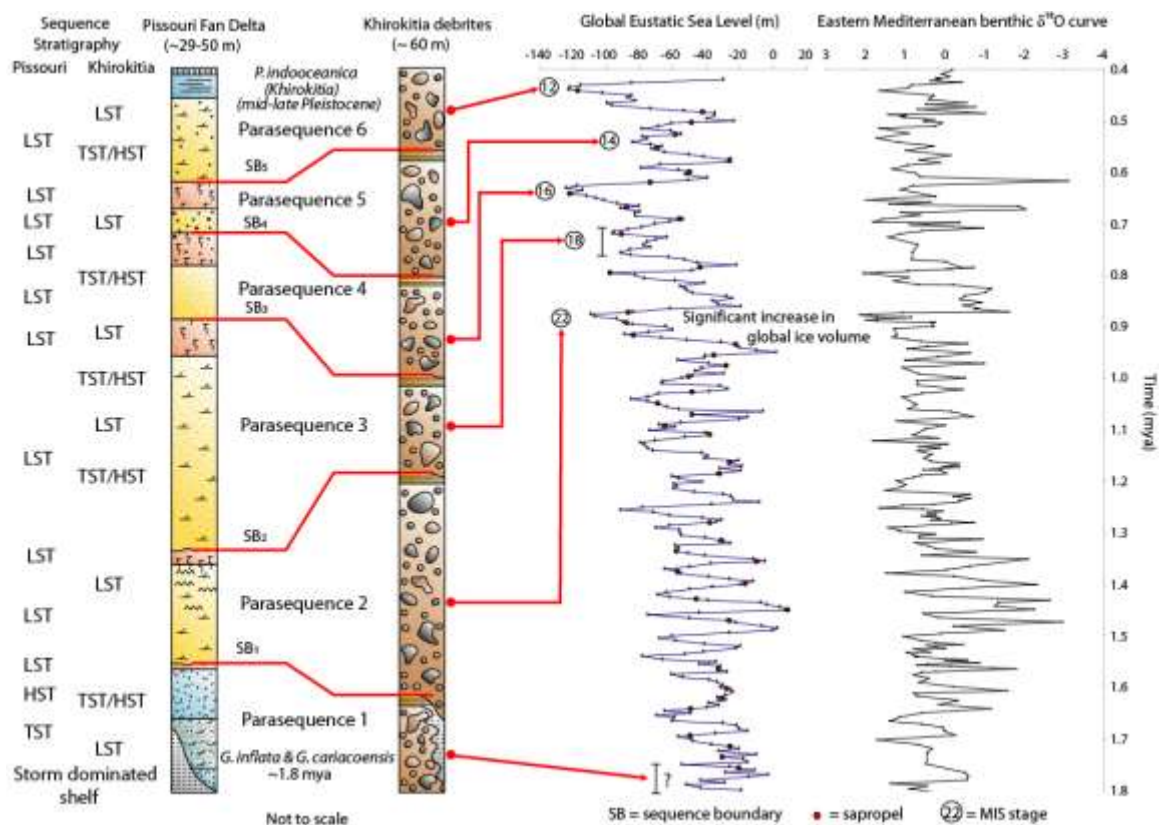 Sequence
Stratigraphy
Pissouri Khirokitia
Pissouri Fan Delta
(~29-50 m)
Khirokitia debrites
(~ 60 m)
Global Eustatic Sea Level (m)
-140 -120 -100 -80 -60 -40 -20 0 20
Eastern Mediterranean benthic δ¹⁸O curve
3 2 1 0 -1 -2 -3 -4
P. indooceanica
(Khirokitia)
(mid-late Pleistocene)
LST
LST
TST/HST
Parasequence 6
SB₅
LST
Parasequence 5
LST LST
SB₄
LST
TST/HST
Parasequence 4
LST
SB₃
LST LST
TST/HST
Parasequence 3
LST
LST
TST/HST
SB₂
LST
LST
Parasequence 2
LST
SB₁
LST
HST TST/HST
Parasequence 1
TST
LST
G. inflata & G. cariacoensis
~1.8 mya
Storm dominated
shelf
Not to scale
12
14
16
18
22
?
Significant increase in
global ice volume
0.4
0.5
0.6
0.7
0.8
0.9
1.0
1.1
1.2
1.3
1.4
1.5
1.6
1.7
1.8
Time (mya)
SB = sequence boundary
= sapropel
22 = MIS stage